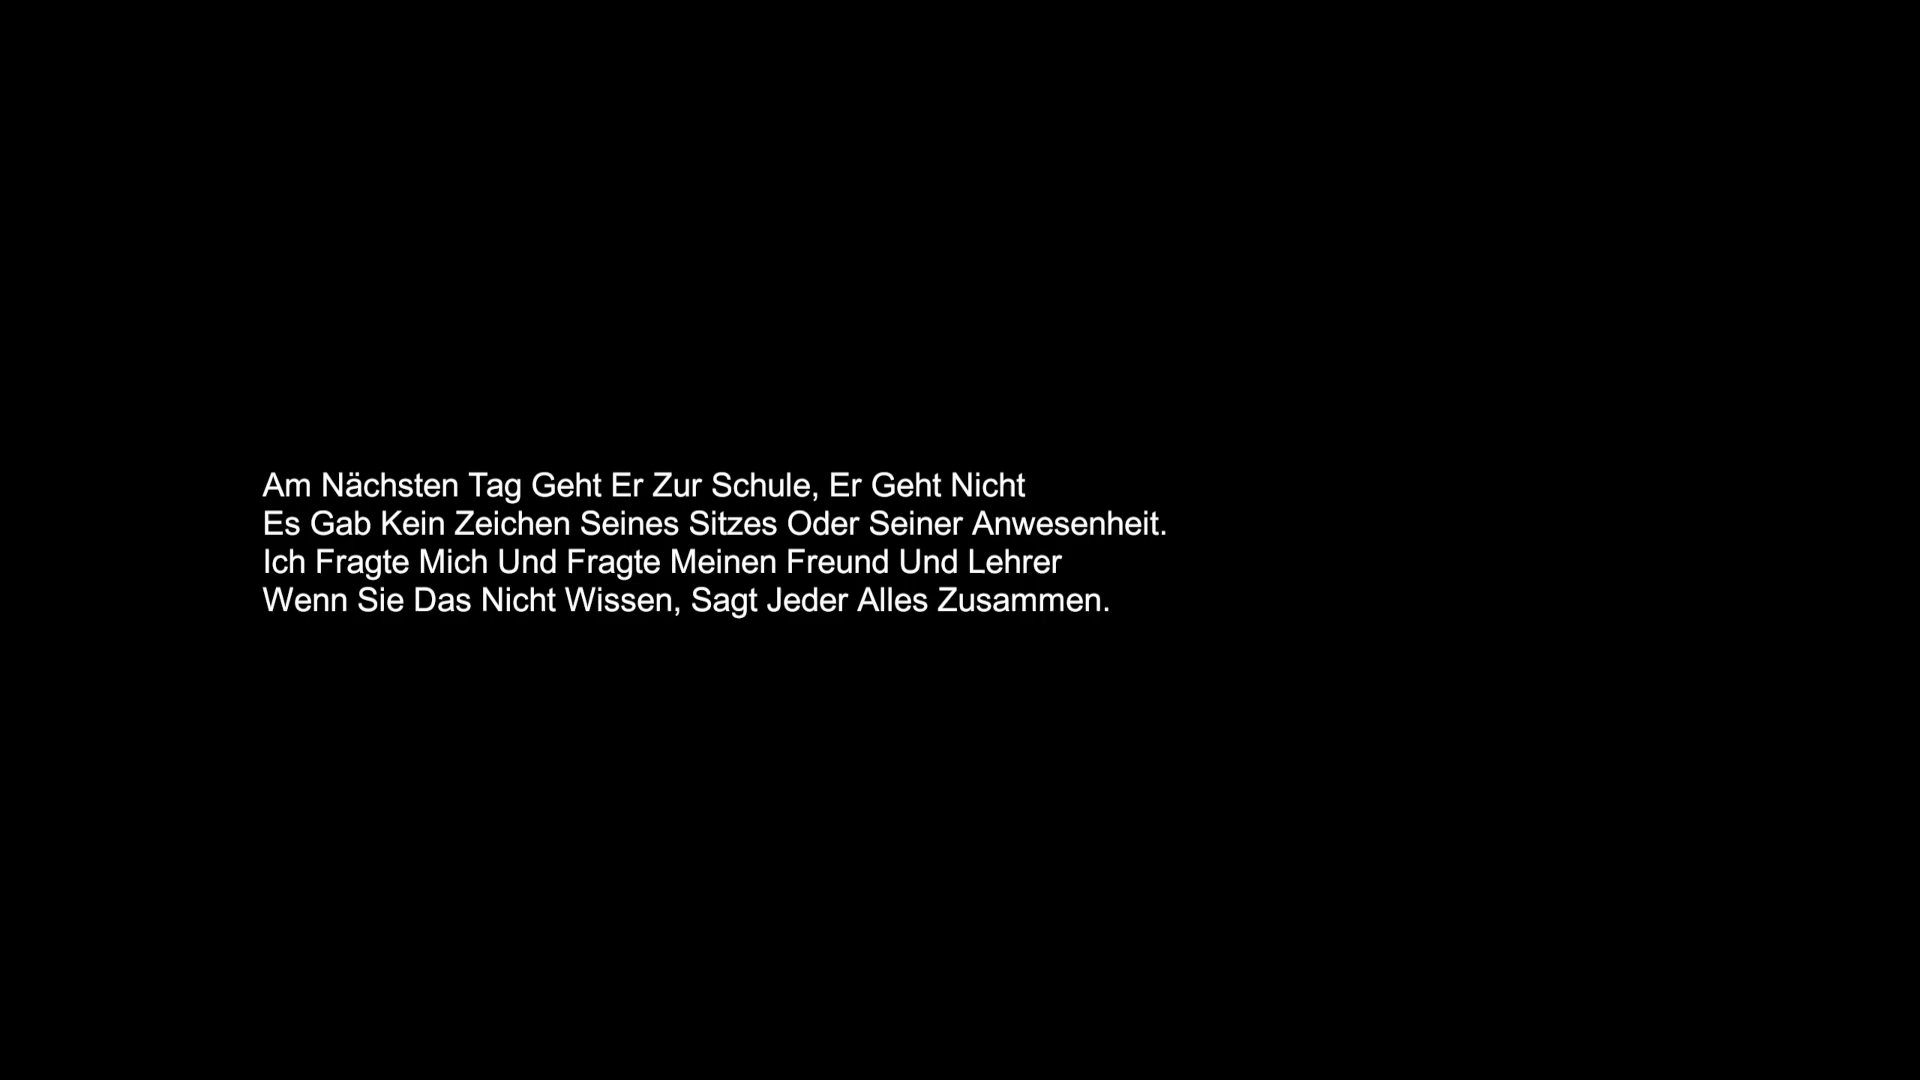 Am Nächsten Tag Geht Er Zur Schule, Er Geht Nicht
Es Gab Kein Zeichen Seines Sitzes Oder Seiner Anwesenheit.
Ich Fragte Mich Und Fragte Meinen Freund Und Lehrer
Wenn Sie Das Nicht Wissen, Sagt Jeder Alles Zusammen.